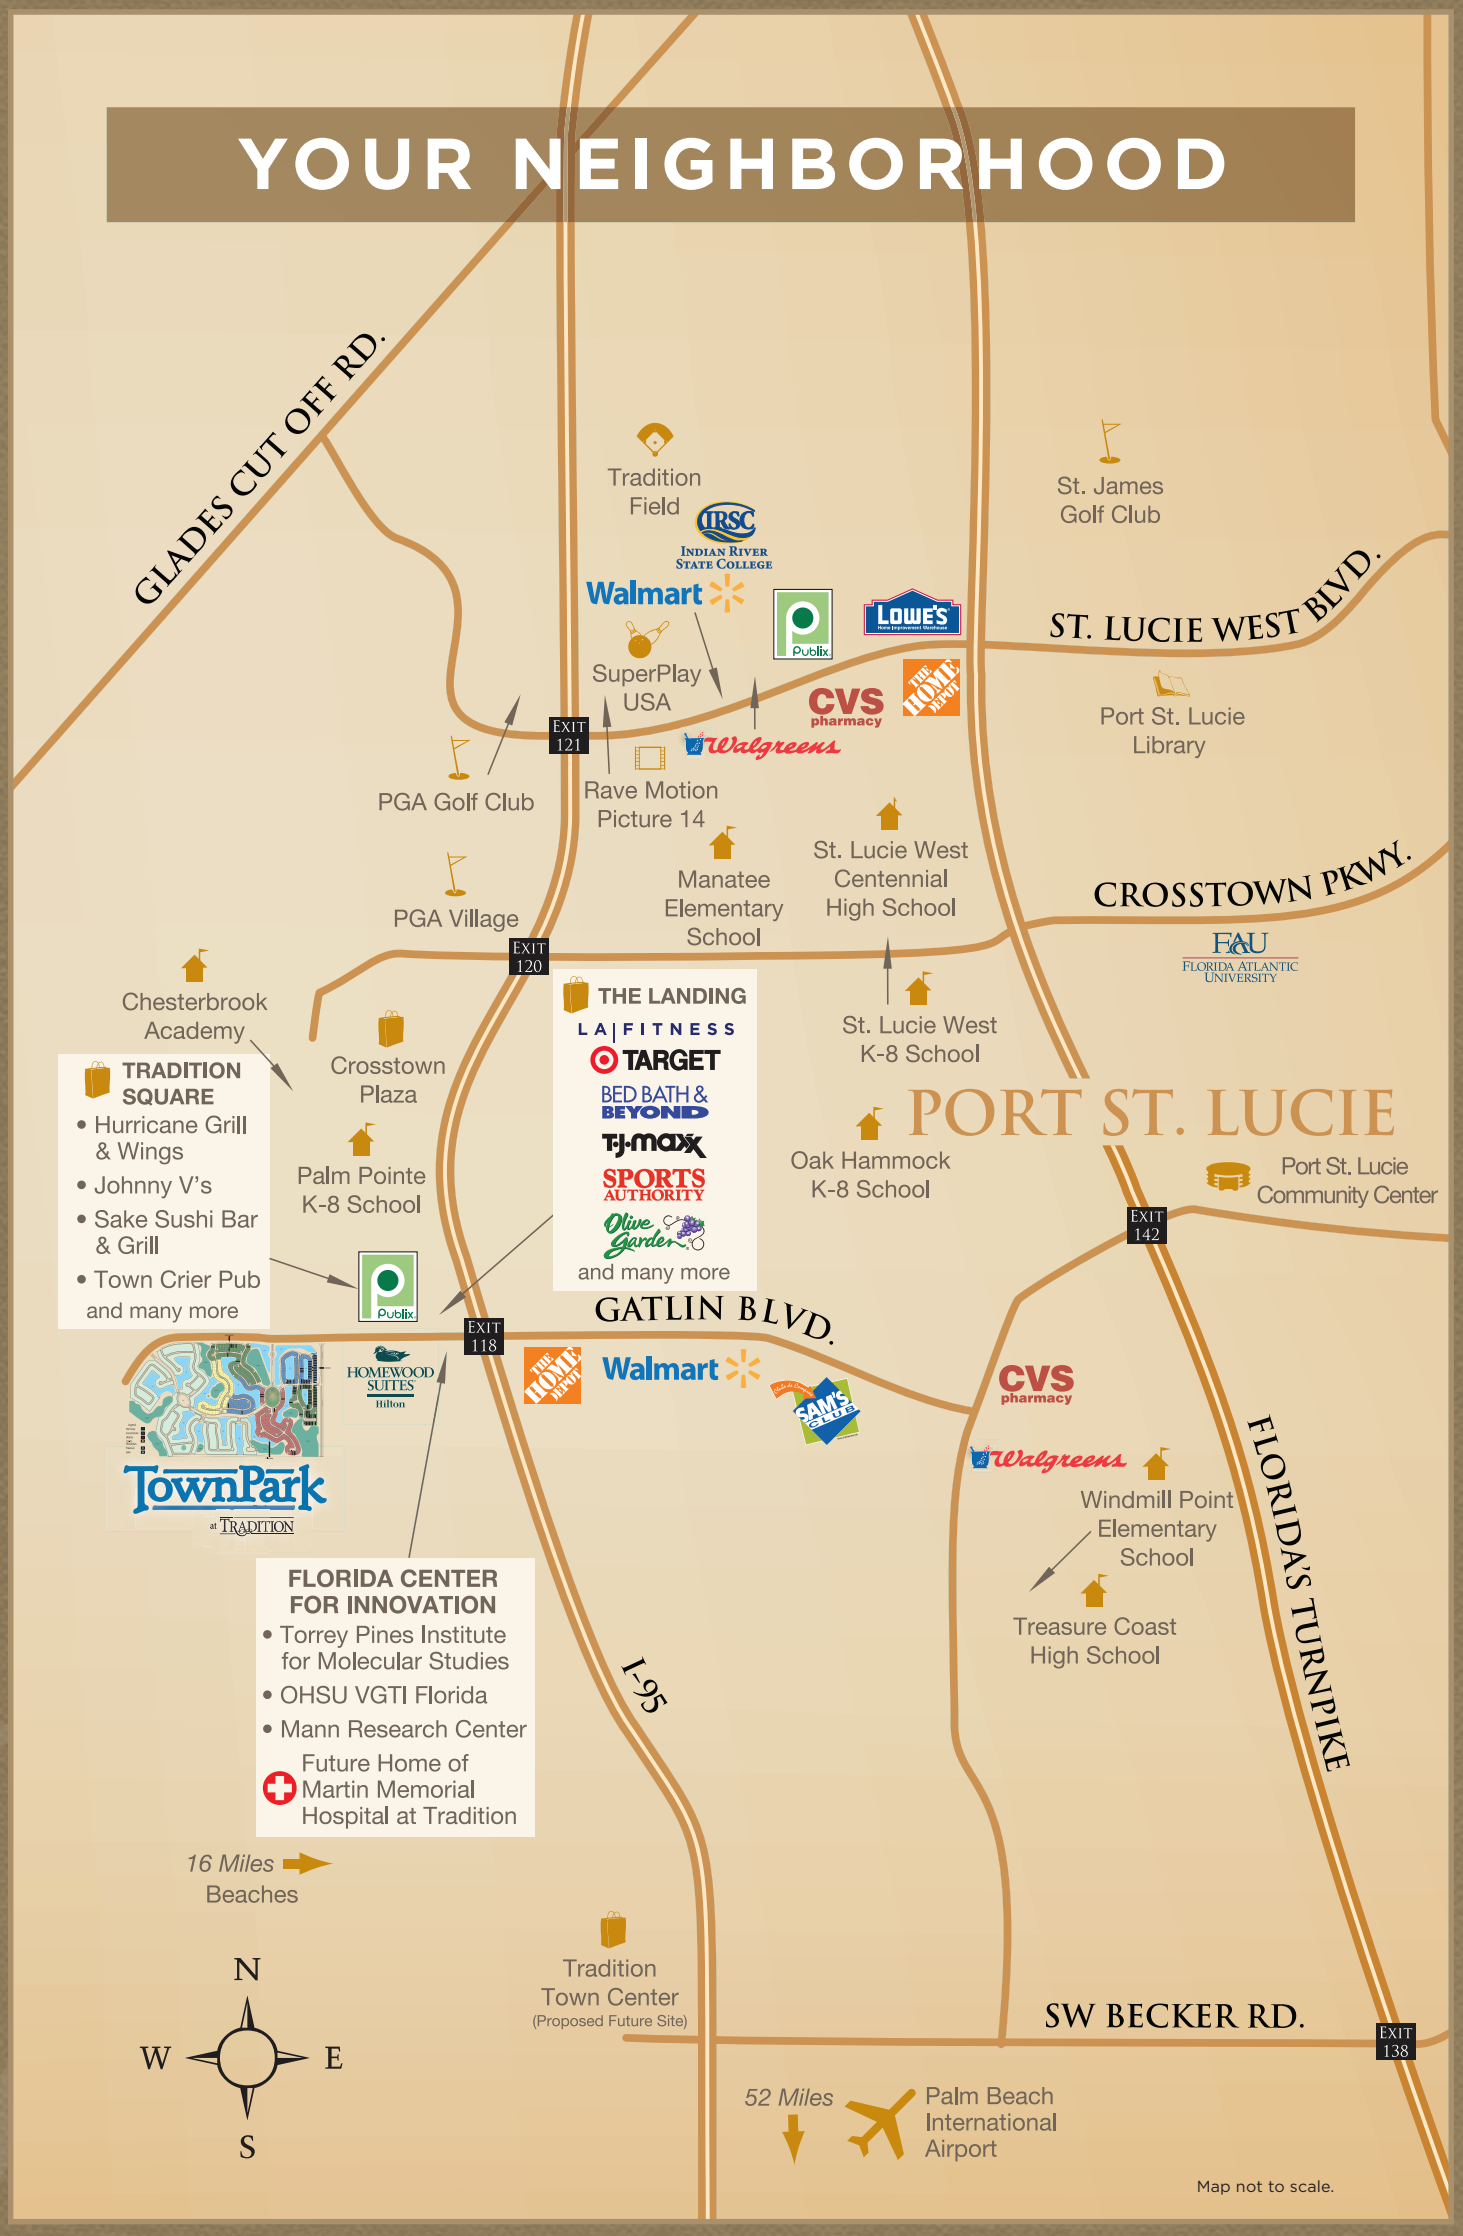 YOUR NEIGHBORHOOD
GLADES CUT OFF RD.
Tradition
Field
IRSC
INDIAN RIVER
STATE COLLEGE
St. James
Golf Club
Walmart
Publix
LOWE'S
Home Improvement Warehouse
ST. LUCIE WEST BLVD.
SuperPlay
USA
CVS
pharmacy
THE
HOME
DEPOT
Port St. Lucie
Library
EXIT
121
Walgreens
PGA Golf Club
Rave Motion
Picture 14
Manatee
Elementary
School
St. Lucie West
Centennial
High School
CROSSTOWN PKWY.
PGA Village
EXIT
120
FAU
FLORIDA ATLANTIC
UNIVERSITY
Chesterbrook
Academy
Crosstown
Plaza
THE LANDING
LA|FITNESS
TARGET
BED BATH &
BEYOND
T·J·maxx
SPORTS
AUTHORITY
Olive
Garden
and many more
St. Lucie West
K-8 School
TRADITION
SQUARE
• Hurricane Grill
& Wings
• Johnny V's
• Sake Sushi Bar
& Grill
• Town Crier Pub
and many more
Palm Pointe
K-8 School
PORT ST. LUCIE
Oak Hammock
K-8 School
Port St. Lucie
Community Center
EXIT
142
Publix
GATLIN BLVD.
EXIT
118
HOMEWOOD
SUITES
Hilton
THE
HOME
DEPOT
Walmart
SAM'S
CLUB
CVS
pharmacy
Walgreens
TownPark
at TRADITION
Windmill Point
Elementary
School
Treasure Coast
High School
FLORIDA'S TURNPIKE
FLORIDA CENTER
FOR INNOVATION
• Torrey Pines Institute
for Molecular Studies
• OHSU VGTI Florida
• Mann Research Center
Future Home of
Martin Memorial
Hospital at Tradition
I-95
16 Miles
Beaches
Tradition
Town Center
(Proposed Future Site)
SW BECKER RD.
EXIT
138
N
W
E
S
52 Miles
Palm Beach
International
Airport
Map not to scale.